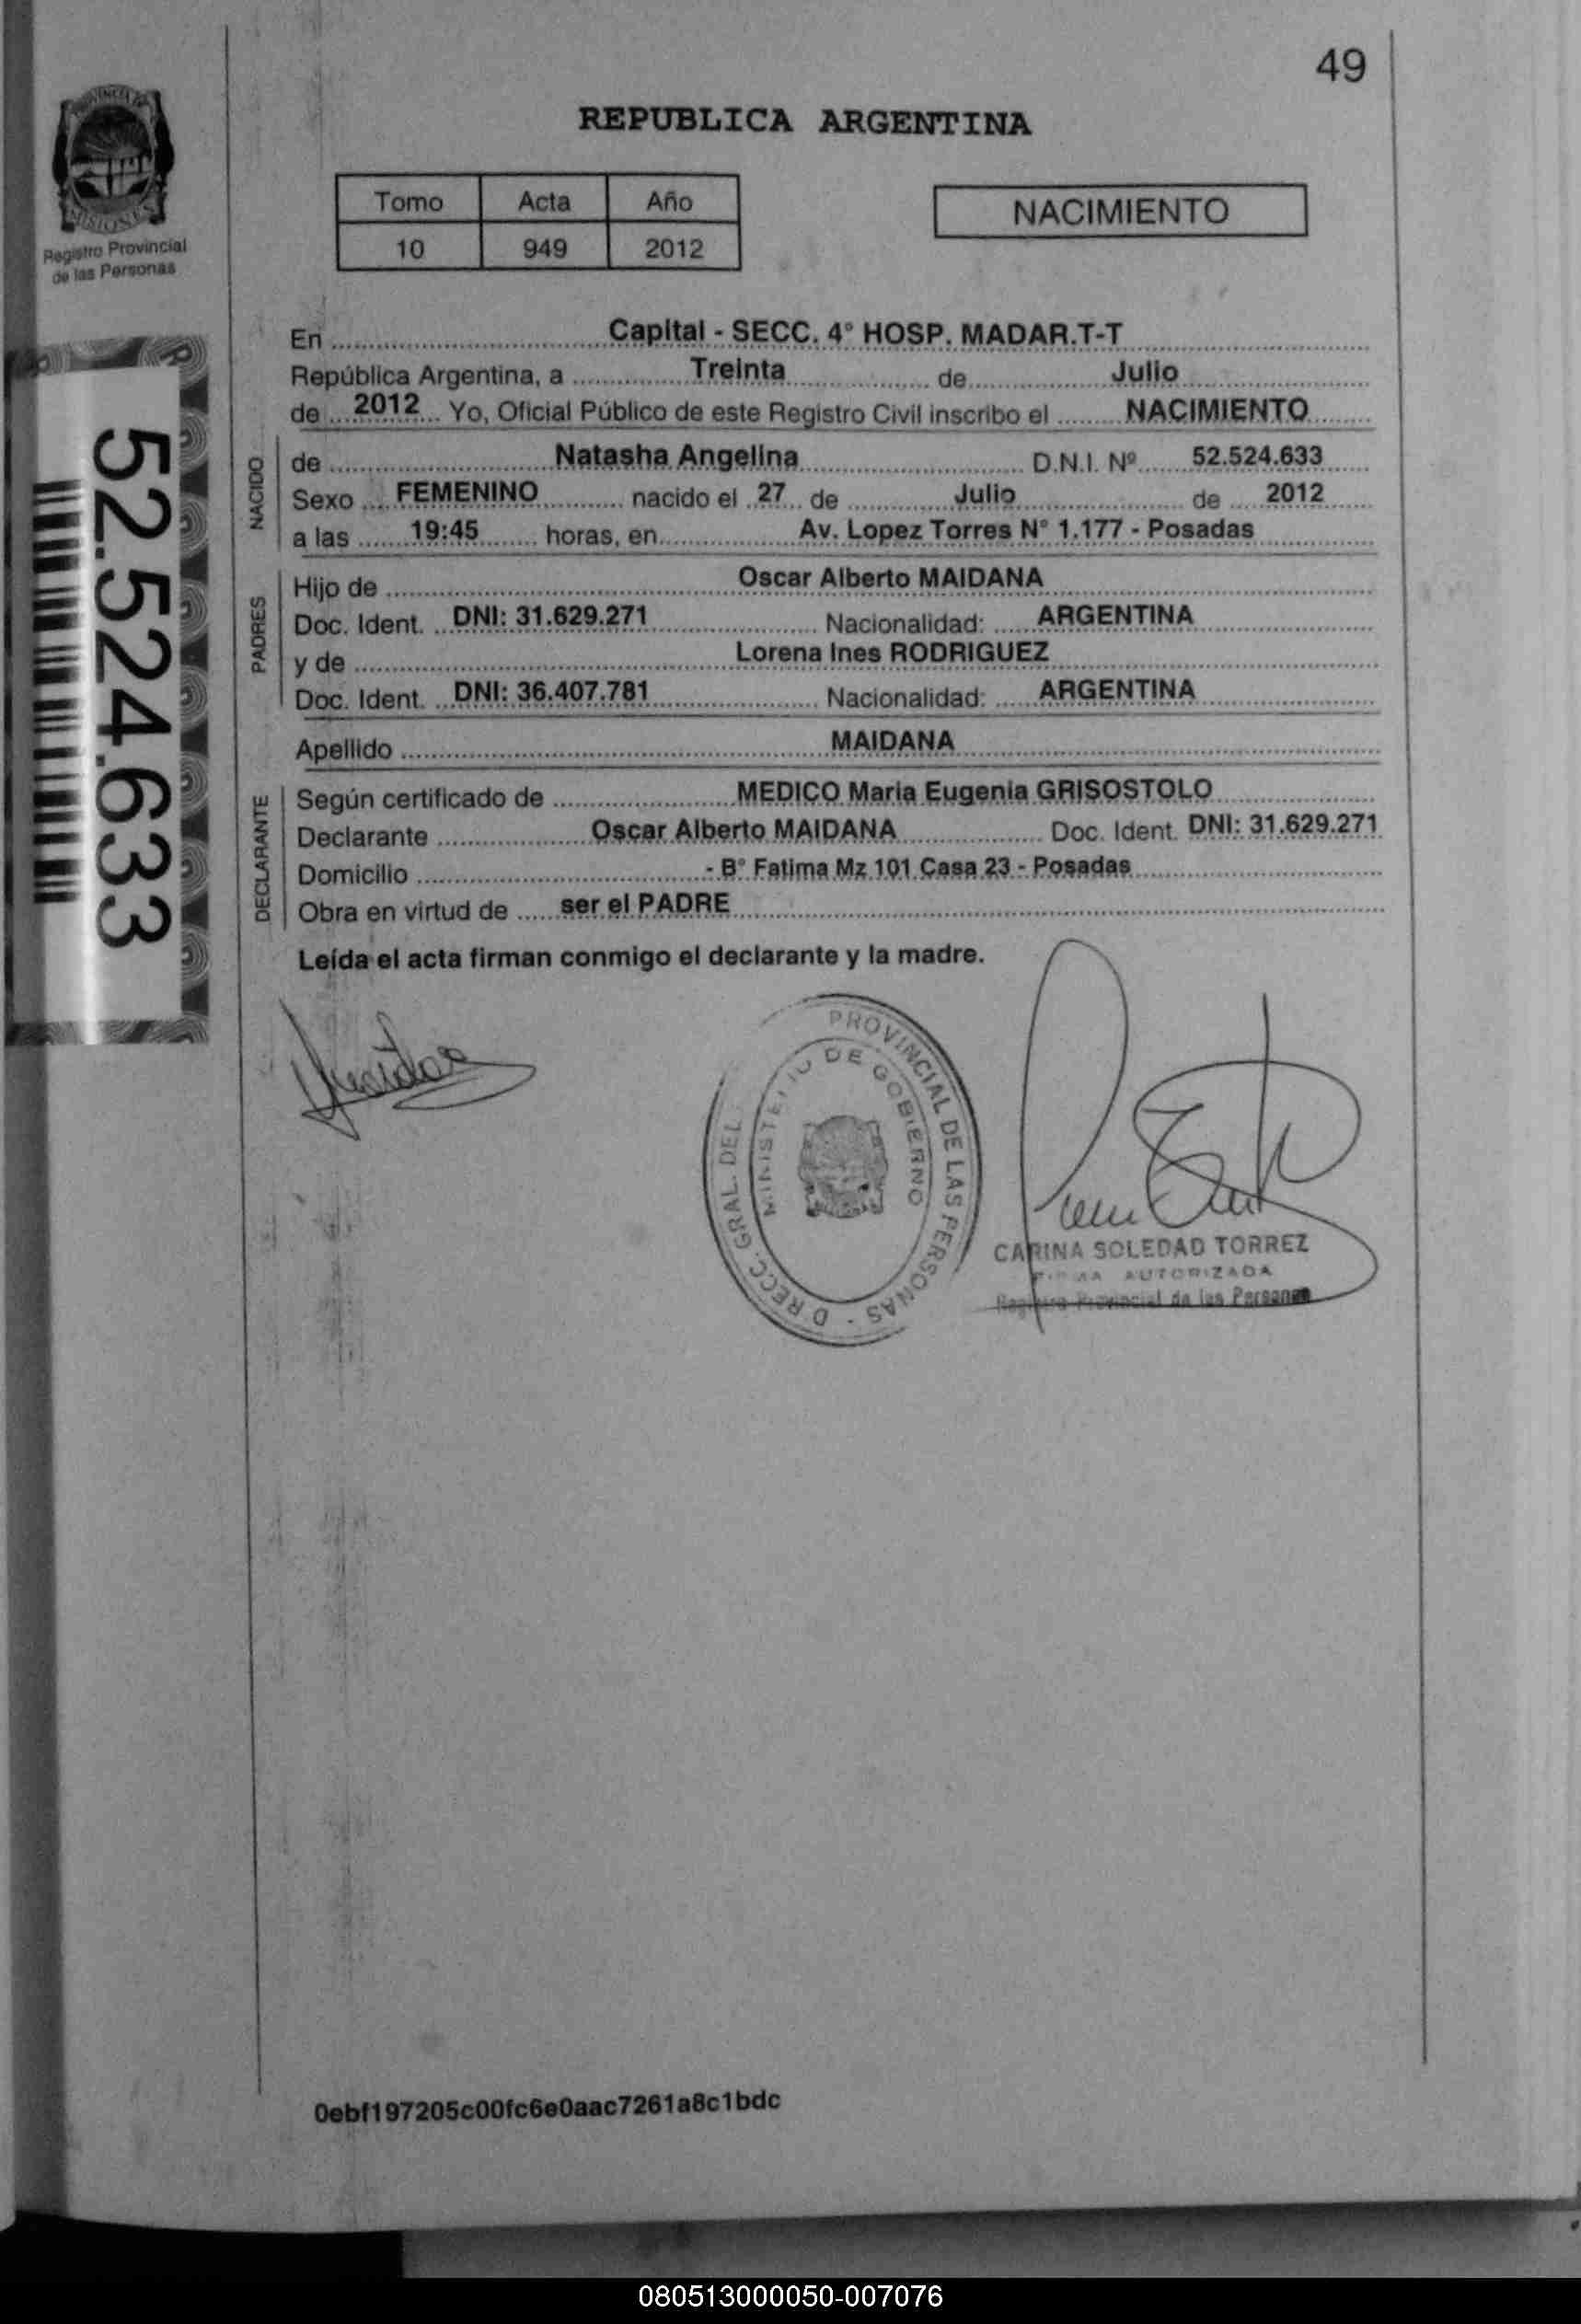 49
REPUBLICA ARGENTINA
PROVINCIA DE
MISIONES
Registro Provincial
de las Personas
Tomo Acta Año
10 949 2012
NACIMIENTO
52.524.633
En Capital - SECC. 4° HOSP. MADAR.T-T
República Argentina, a Treinta de Julio
de 2012 Yo, Oficial Público de este Registro Civil inscribo el NACIMIENTO
NACIDO
de Natasha Angelina D.N.I. Nº 52.524.633
Sexo FEMENINO nacido el 27 de Julio de 2012
a las 19:45 horas, en Av. Lopez Torres N° 1.177 - Posadas
PADRES
Hijo de Oscar Alberto MAIDANA
Doc. Ident. DNI: 31.629.271 Nacionalidad: ARGENTINA
y de Lorena Ines RODRIGUEZ
Doc. Ident. DNI: 36.407.781 Nacionalidad: ARGENTINA
Apellido MAIDANA
DECLARANTE
Según certificado de MEDICO Maria Eugenia GRISOSTOLO
Declarante Oscar Alberto MAIDANA Doc. Ident. DNI: 31.629.271
Domicilio - B° Fatima Mz 101 Casa 23 - Posadas
Obra en virtud de ser el PADRE
Leída el acta firman conmigo el declarante y la madre.
PROVINCIAL DE LAS PERSONAS - GRAL. DEL
MINISTERIO DE GOBIERNO
CARINA SOLEDAD TORREZ
FIRMA AUTORIZADA
Registro Provincial de las Personas
0ebf197205c00fc6e0aac7261a8c1bdc
080513000050-007076